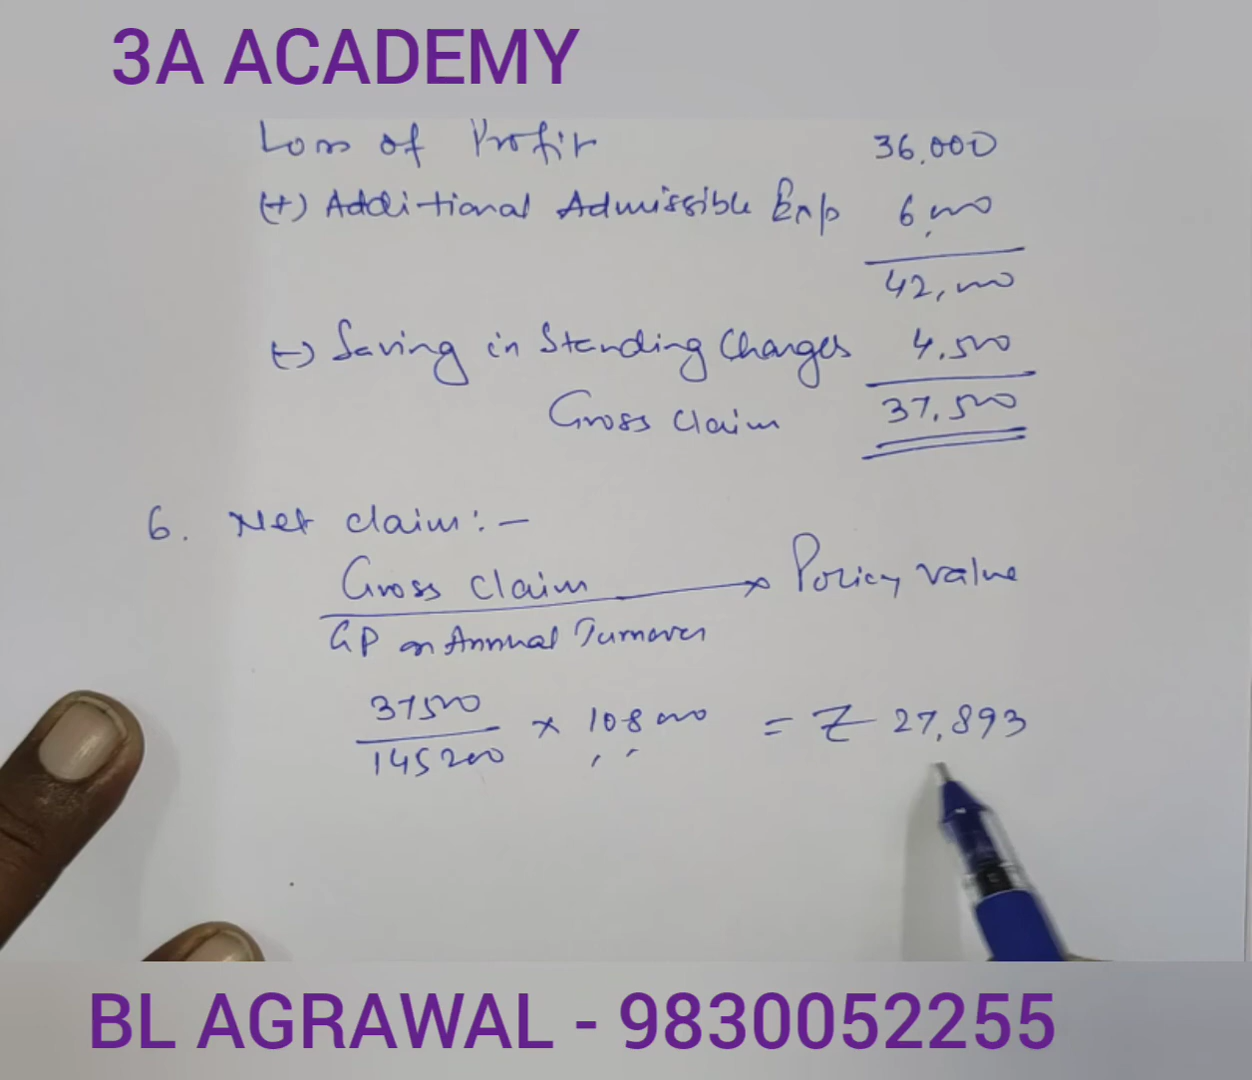 3A ACADEMY
Loss of Profit 36,000
(+) Additional Admissible Exp 6,000
42,000
(-) Saving in Standing Charges 4,500
Gross Claim 37,500
6. Net claim:-
Gross Claim × Policy value
GP on Annual Turnover
37500 × 108000 = ₹ 27,893
145200
BL AGRAWAL - 9830052255